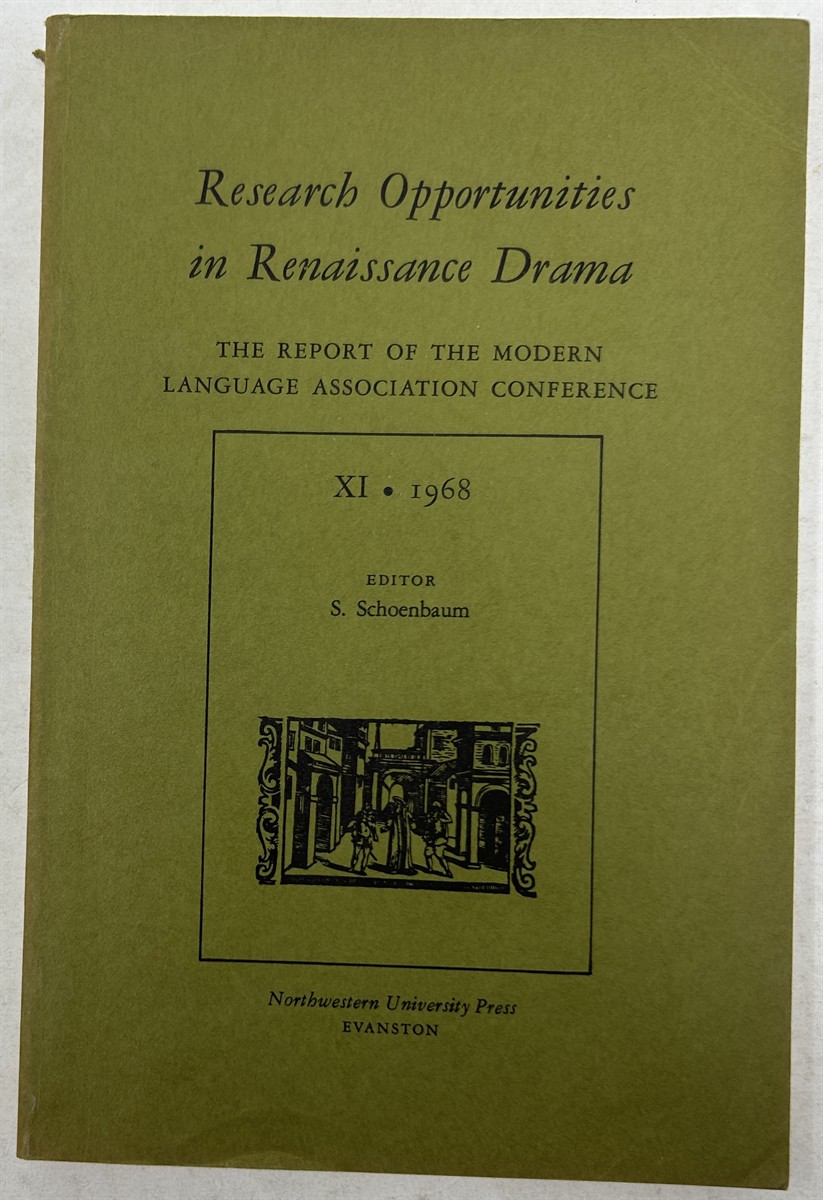 Research Opportunities
in Renaissance Drama
THE REPORT OF THE MODERN
LANGUAGE ASSOCIATION CONFERENCE
XI • 1968
EDITOR
S. Schoenbaum
Northwestern University Press
EVANSTON